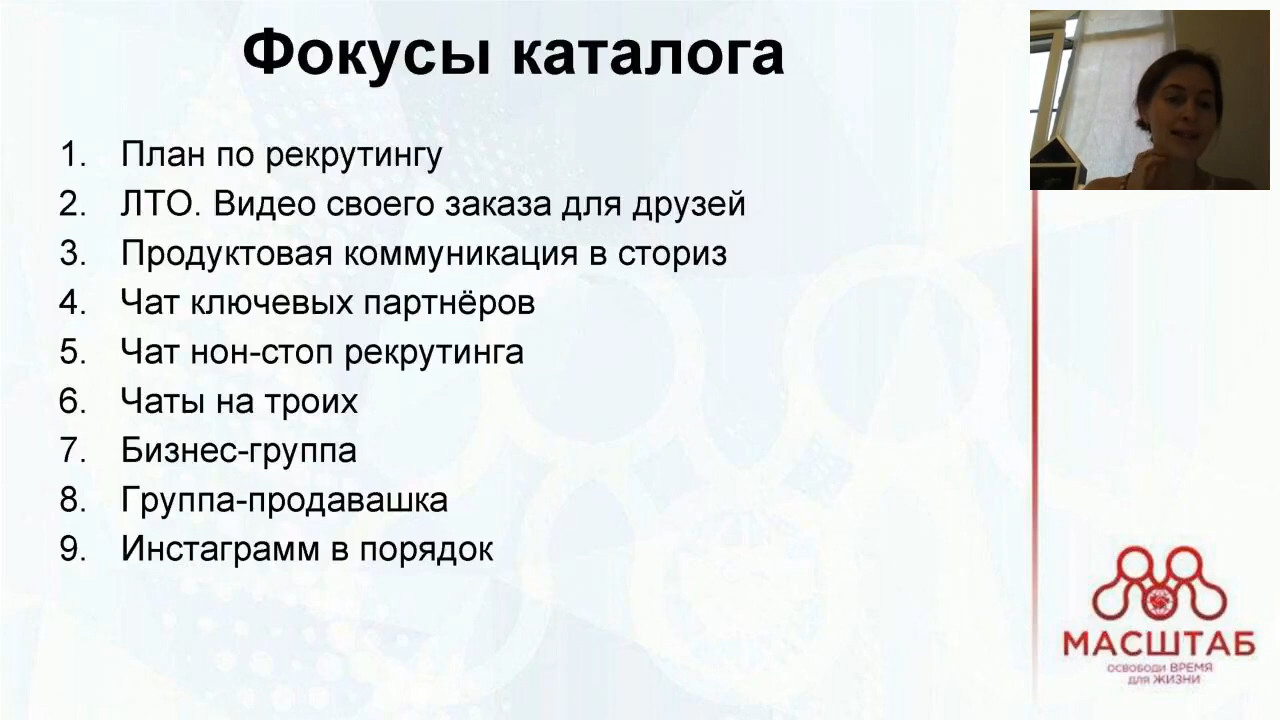 Фокусы каталога
1. План по рекрутингу
2. ЛТО. Видео своего заказа для друзей
3. Продуктовая коммуникация в сториз
4. Чат ключевых партнёров
5. Чат нон-стоп рекрутинга
6. Чаты на троих
7. Бизнес-группа
8. Группа-продавашка
9. Инстаграмм в порядок
МАСШТАБ
ОСВОБОДИ ВРЕМЯ
ДЛЯ ЖИЗНИ